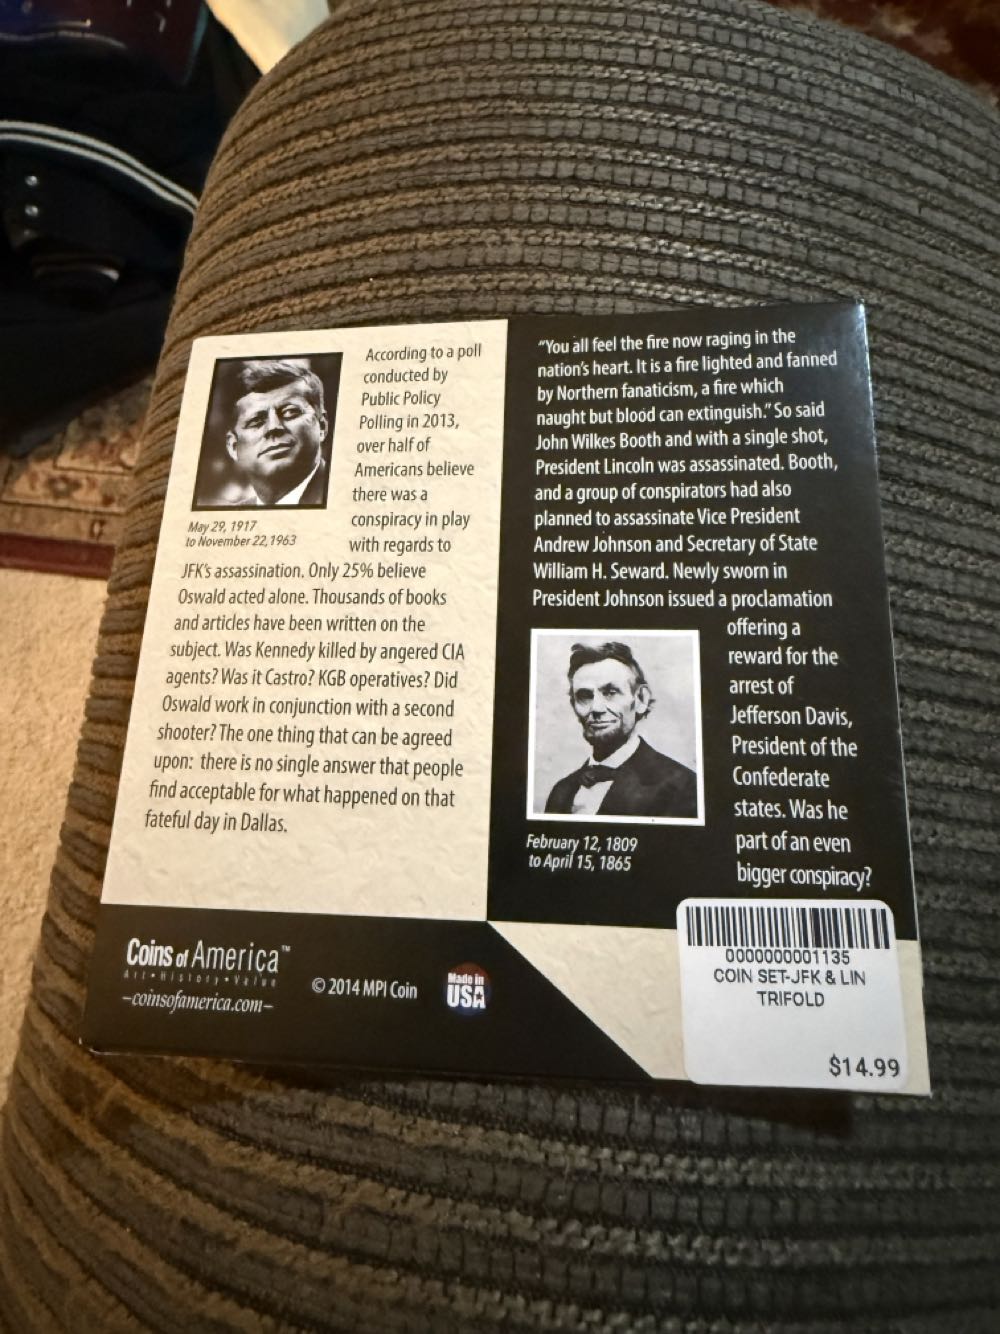 According to a poll
conducted by
Public Policy
Polling in 2013,
over half of
Americans believe
there was a
conspiracy in play
with regards to
JFK's assassination. Only 25% believe
Oswald acted alone. Thousands of books
and articles have been written on the
subject. Was Kennedy killed by angered CIA
agents? Was it Castro? KGB operatives? Did
Oswald work in conjunction with a second
shooter? The one thing that can be agreed
upon: there is no single answer that people
find acceptable for what happened on that
fateful day in Dallas.
May 29, 1917
to November 22, 1963
"You all feel the fire now raging in the
nation's heart. It is a fire lighted and fanned
by Northern fanaticism, a fire which
naught but blood can extinguish." So said
John Wilkes Booth and with a single shot,
President Lincoln was assassinated. Booth,
and a group of conspirators had also
planned to assassinate Vice President
Andrew Johnson and Secretary of State
William H. Seward. Newly sworn in
President Johnson issued a proclamation
offering a
reward for the
arrest of
Jefferson Davis,
President of the
Confederate
states. Was he
part of an even
bigger conspiracy?
February 12, 1809
to April 15, 1865
Coins of America™
Art • History • Value
–coinsofamerica.com–
© 2014 MPI Coin
Made in
USA
0000000001135
COIN SET-JFK & LIN
TRIFOLD
$14.99